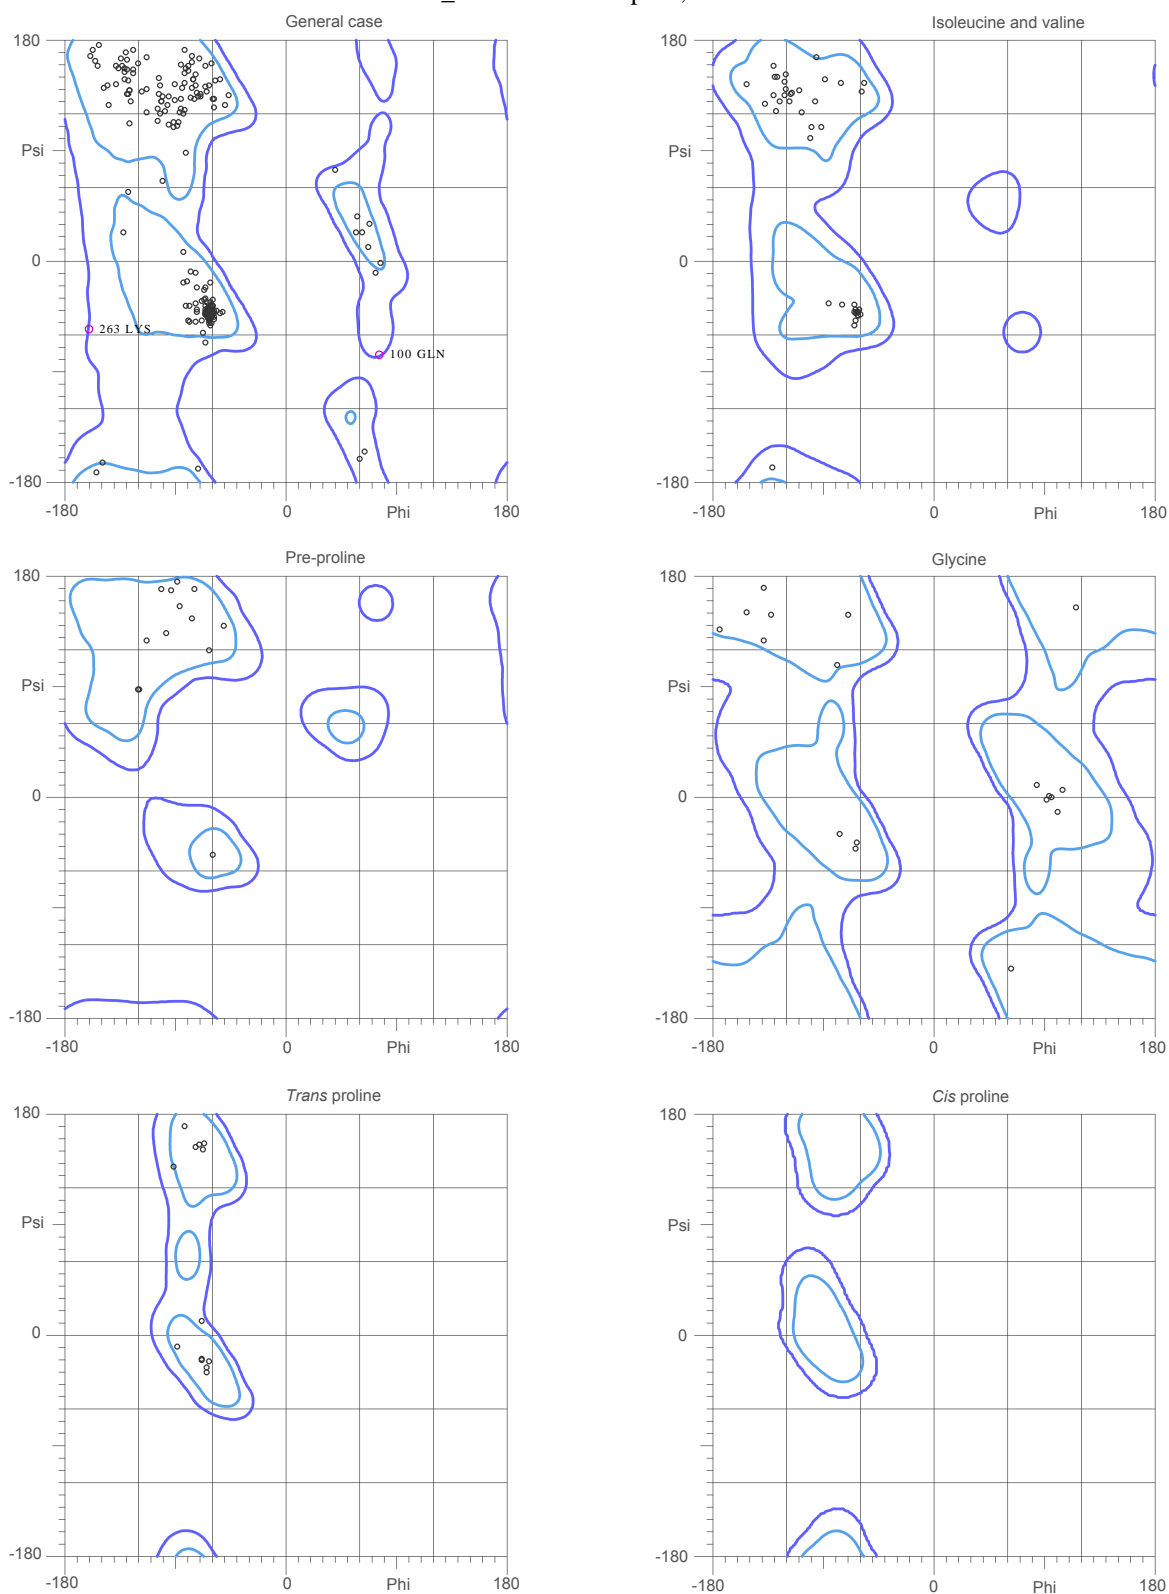 General case
Isoleucine and valine
180
180
Psi
Psi
0
0
263 LYS
100 GLN
-180
-180
-180
0
Phi
180
-180
0
Phi
180
Pre-proline
Glycine
180
180
Psi
Psi
0
0
-180
-180
-180
0
Phi
180
-180
0
Phi
180
Trans proline
Cis proline
180
180
Psi
Psi
0
0
-180
-180
-180
0
Phi
180
-180
0
Phi
180